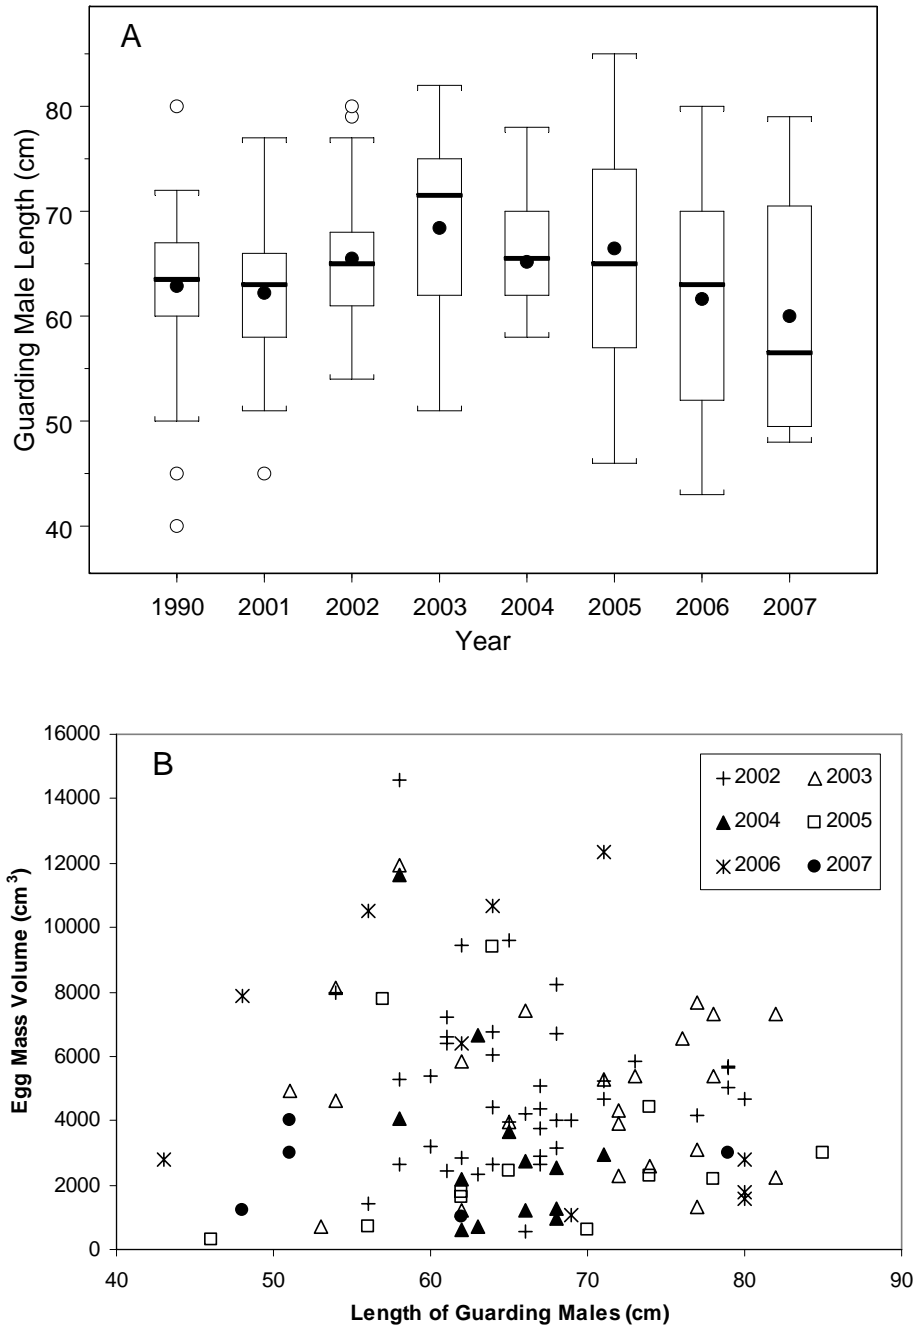 A
Guarding Male Length (cm)
80
70
60
50
40
1990 2001 2002 2003 2004 2005 2006 2007
Year
B
Egg Mass Volume (cm³)
16000
14000
12000
10000
8000
6000
4000
2000
0
2002 2003
2004 2005
2006 2007
40 50 60 70 80 90
Length of Guarding Males (cm)